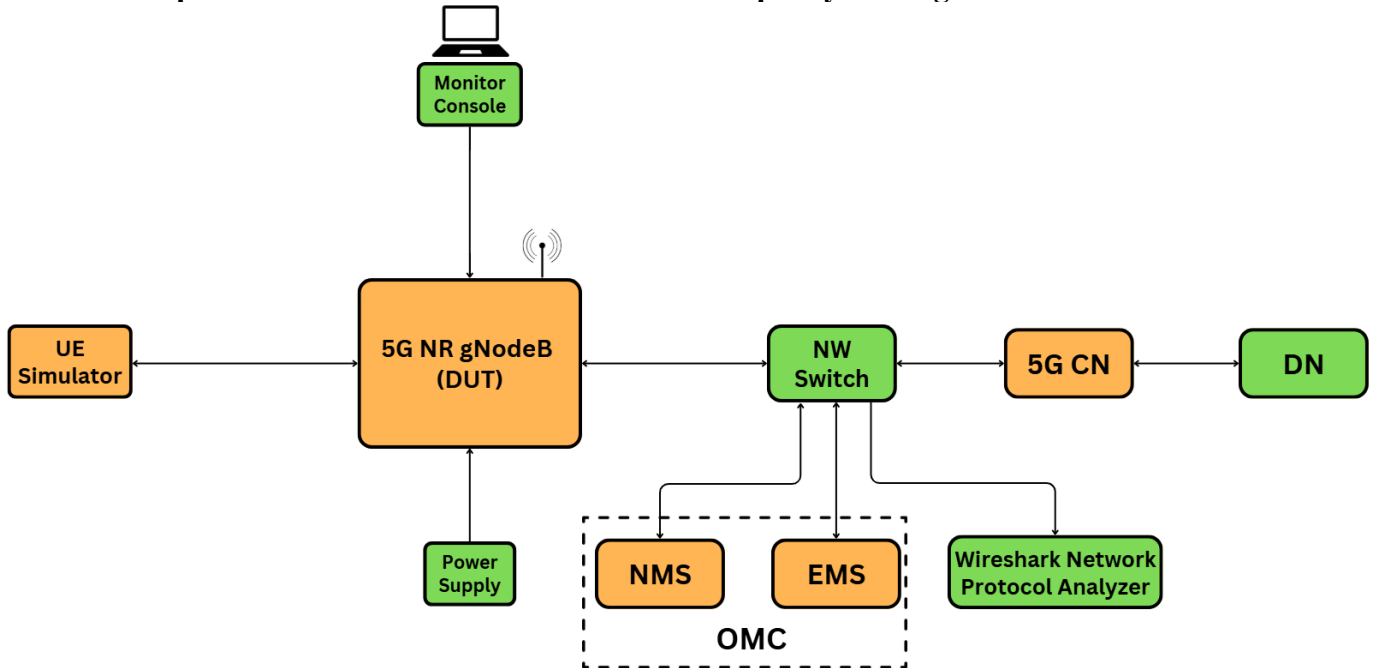 Monitor
Console
UE
Simulator
5G NR gNodeB
(DUT)
NW
Switch
5G CN
DN
Power
Supply
NMS
EMS
Wireshark Network
Protocol Analyzer
OMC